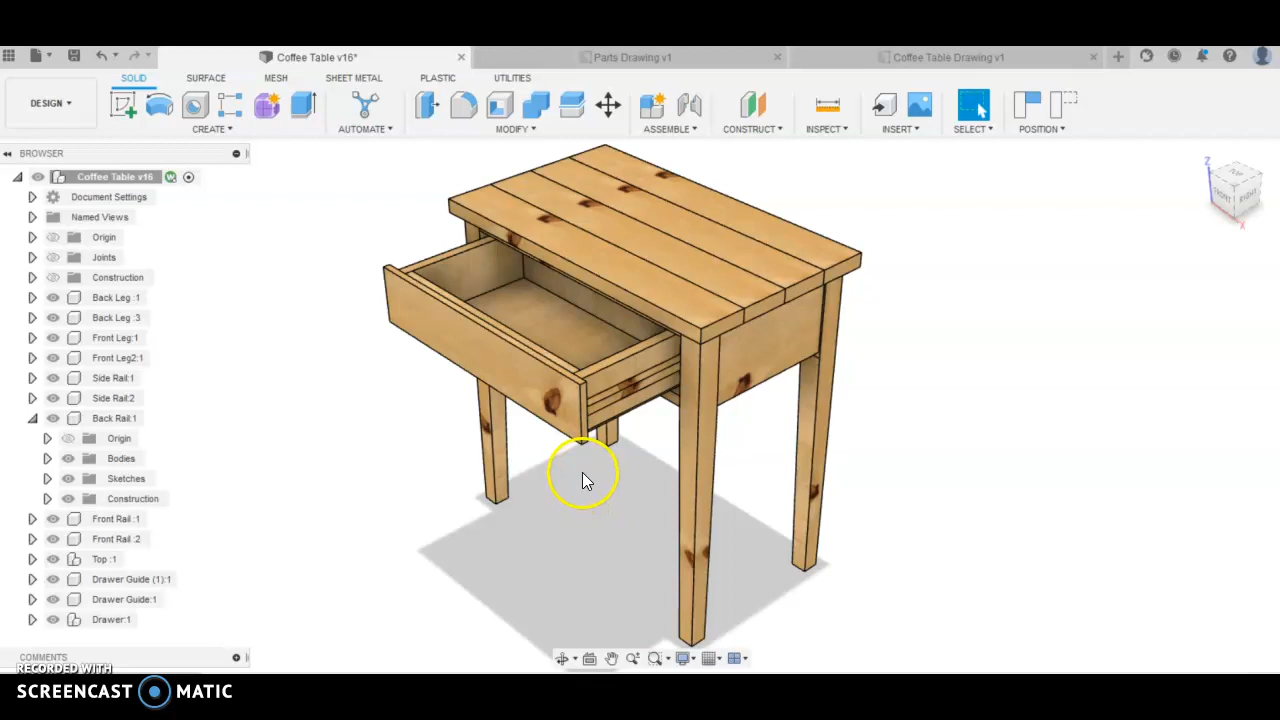 Coffee Table v16*
Parts Drawing v1
Coffee Table Drawing v1
SOLID SURFACE MESH SHEET METAL PLASTIC UTILITIES
DESIGN
CREATE AUTOMATE MODIFY ASSEMBLE CONSTRUCT INSPECT INSERT SELECT POSITION
BROWSER
Coffee Table v16
Document Settings
Named Views
Origin
Joints
Construction
Back Leg :1
Back Leg :3
Front Leg:1
Front Leg2:1
Side Rail:1
Side Rail:2
Back Rail:1
Origin
Bodies
Sketches
Construction
Front Rail :1
Front Rail :2
Top :1
Drawer Guide (1):1
Drawer Guide:1
Drawer:1
COMMENTS
Z
TOP
FRONT
RIGHT
X
RECORDED WITH
SCREENCAST MATIC